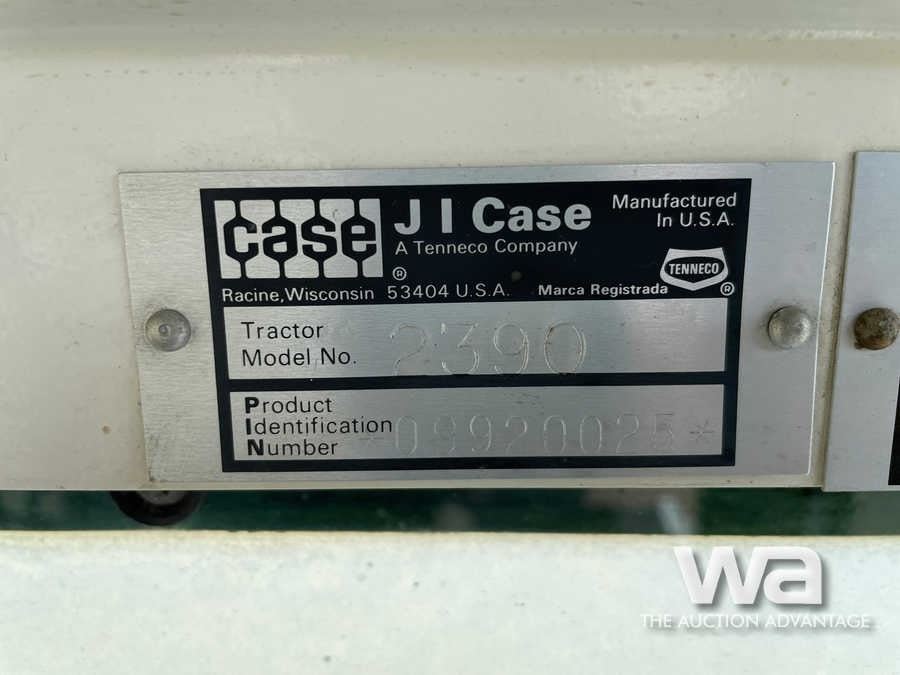 case
J I Case
A Tenneco Company
Manufactured
In U.S.A.
TENNECO
®
®
Racine, Wisconsin 53404 U.S.A. Marca Registrada
Tractor
Model No. 2390
Product
Identification
Number *09920025*
wa
THE AUCTION ADVANTAGE